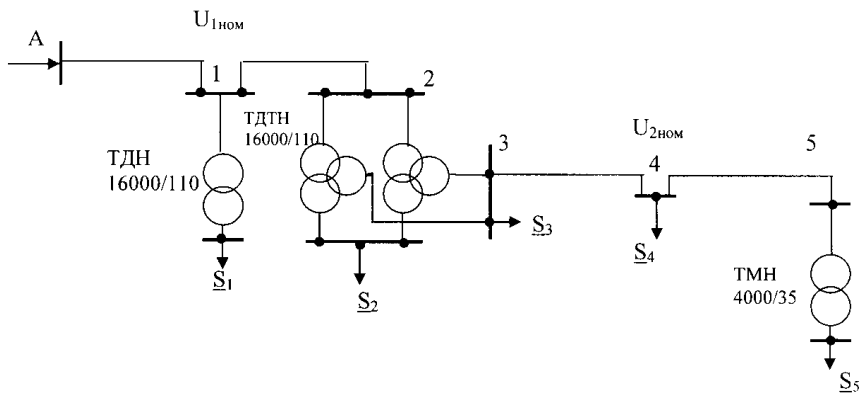 U1ном
A
1
2
ТДТН
16000/110
3
U2ном
4
5
ТДН
16000/110
S3
S4
S1
S2
ТМН
4000/35
S5